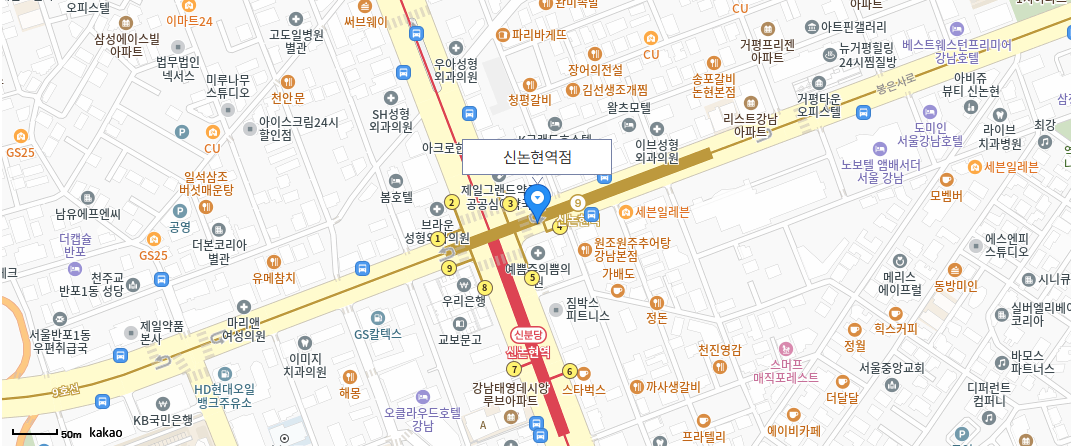 오피스텔
이마트24
써브웨이
완미족발
CU
삼성에이스빌
아파트
고도일병원
별관
파리바게뜨
CU
아트핀갤러리
베스트웨스턴프리미어
강남호텔
법무법인
넥서스
우아성형
외과의원
장어의전설
거평프리젠
아파트
뉴거평힐링
24시찜질방
미루나무
스튜디오
천안문
청평갈비
김선생조개찜
송포갈비
논현본점
봉은사로
아비쥬
뷰티 신논현
SH성형
외과의원
왈츠모텔
거평타운
오피스텔
아이스크림24시
할인점
리스트강남
아파트
도미인
서울강남호텔
라이브
치과병원
최강
GS25
CU
이브성형
외과의원
신논현역점
노보텔 앰배서더
서울 강남
세븐일레븐
일석삼조
버섯매운탕
봄호텔
모벰버
남유에프엔씨
공영
2
3
9
세븐일레븐
브라운
성형외과의원
1
4
더캡슐
반포
GS25
더본코리아
별관
원조원주추어탕
강남본점
에스엔피
스튜디오
천주교
반포1동 성당
유메참치
9
예쁨주의쁨의
원
5
가배도
메리스
에이프럴
동방미인
시니큐
8
우리은행
짐박스
피트니스
정돈
서울반포1동
우편취급국
제일약품
본사
마리앤
여성의원
GS칼텍스
교보문고
신분당
신논현역
정월
힉스커피
실버엘리베이
코리아
이미지
치과의원
7
6
천진영감
스머프
매직포레스트
서울중앙교회
바모스
파트너스
9호선
HD현대오일
뱅크주유소
해몽
강남태영데시앙
루브아파트
스타벅스
까사생갈비
더달달
디퍼런트
컴퍼니
KB국민은행
오클라우드호텔
강남
A
프라텔리
에이비카페
50m
kakao